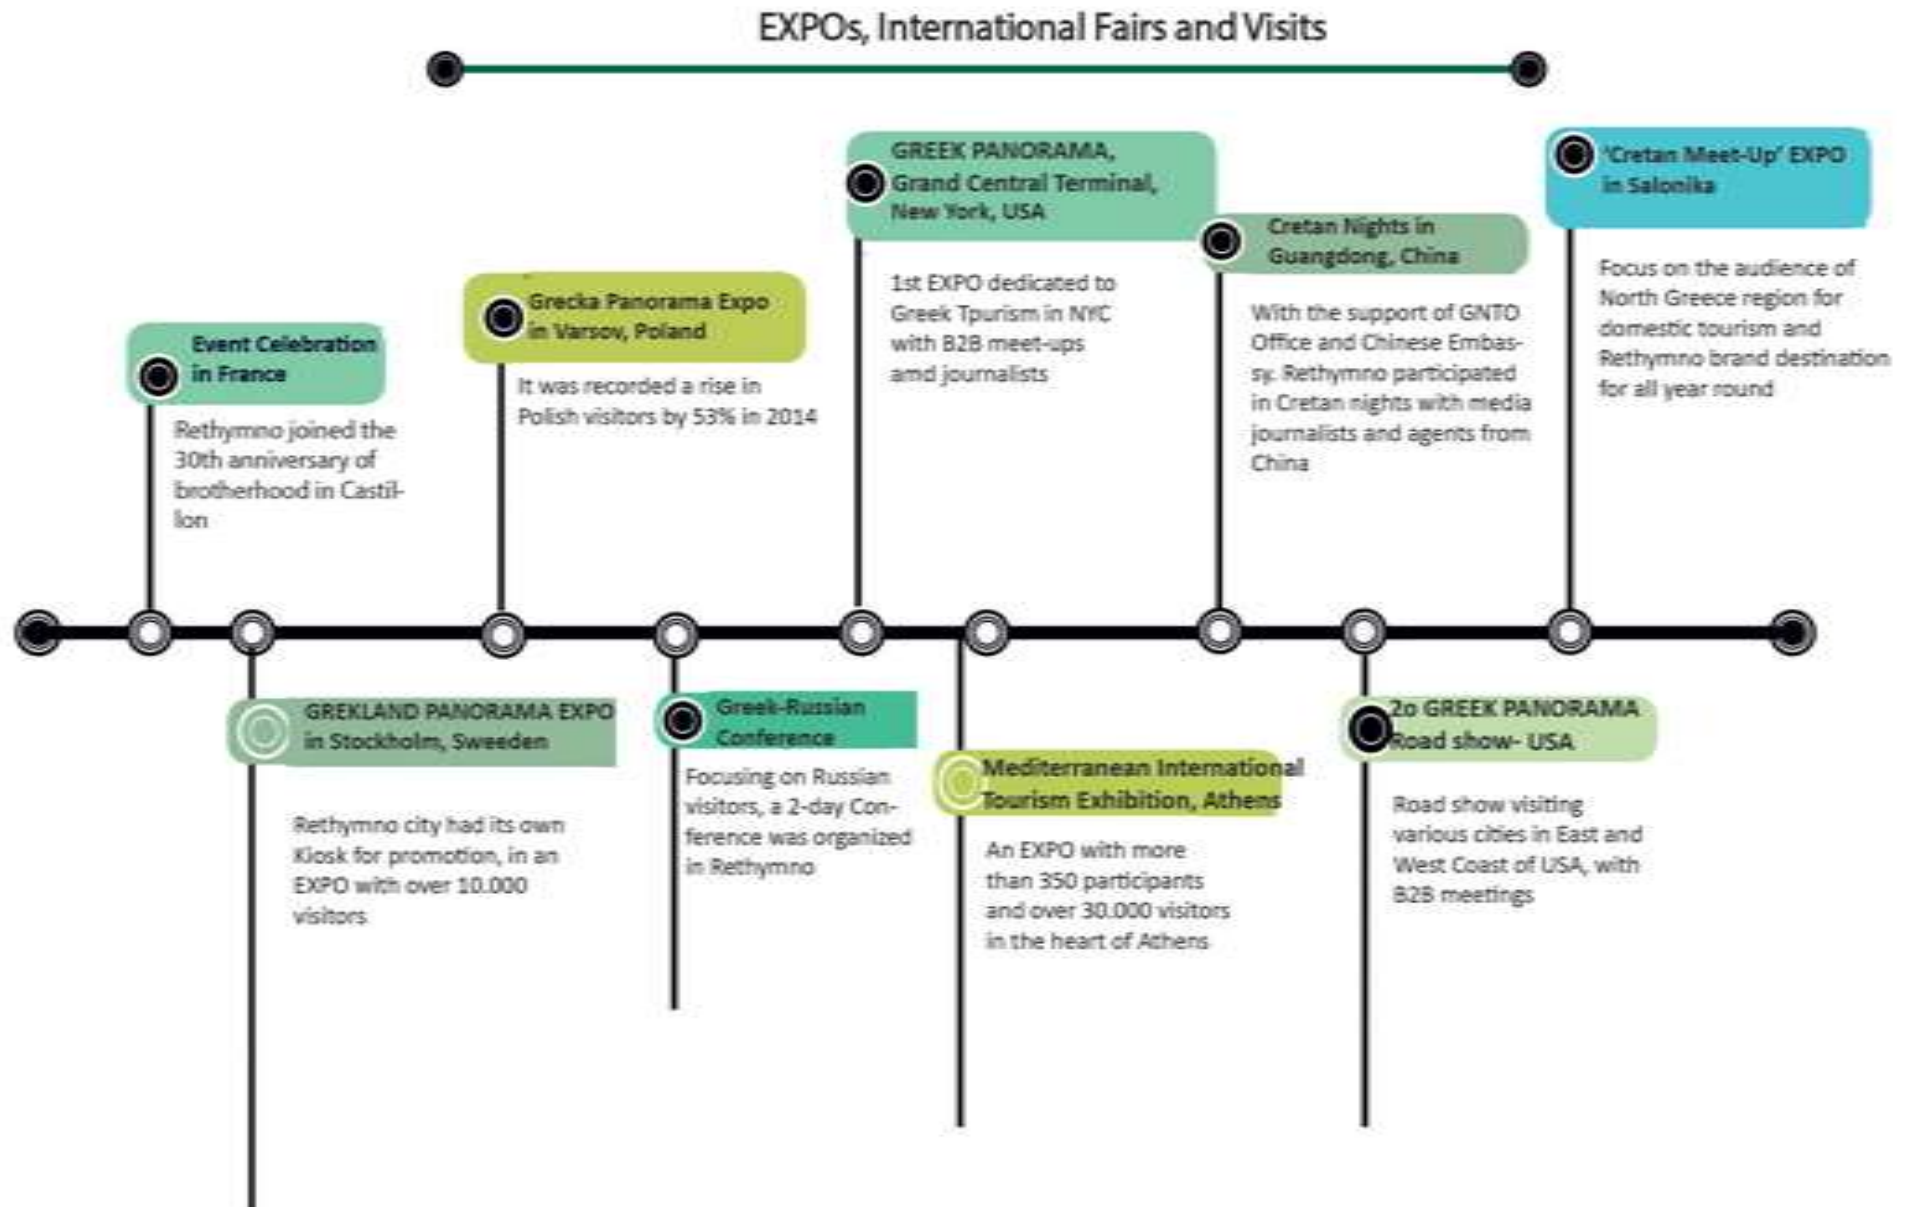 EXPOs, International Fairs and Visits
Event Celebration
in France
Rethymno joined the
30th anniversary of
brotherhood in Castil-
lon
GREKLAND PANORAMA EXPO
in Stockholm, Sweeden
Rethymno city had its own
Kiosk for promotion, in an
EXPO with over 10.000
visitors
Grecka Panorama Expo
in Varsov, Poland
It was recorded a rise in
Polish visitors by 53% in 2014
Greek-Russian
Conference
Focusing on Russian
visitors, a 2-day Con-
ference was organized
in Rethymno
GREEK PANORAMA,
Grand Central Terminal,
New York, USA
1st EXPO dedicated to
Greek Tpurism in NYC
with B2B meet-ups
amd journalists
Mediterranean International
Tourism Exhibition, Athens
An EXPO with more
than 350 participants
and over 30.000 visitors
in the heart of Athens
Cretan Nights in
Guangdong, China
With the support of GNTO
Office and Chinese Embas-
sy. Rethymno participated
in Cretan nights with media
journalists and agents from
China
2o GREEK PANORAMA
Road show- USA
Road show visiting
various cities in East and
West Coast of USA, with
B2B meetings
'Cretan Meet-Up' EXPO
in Salonika
Focus on the audience of
North Greece region for
domestic tourism and
Rethymno brand destination
for all year round